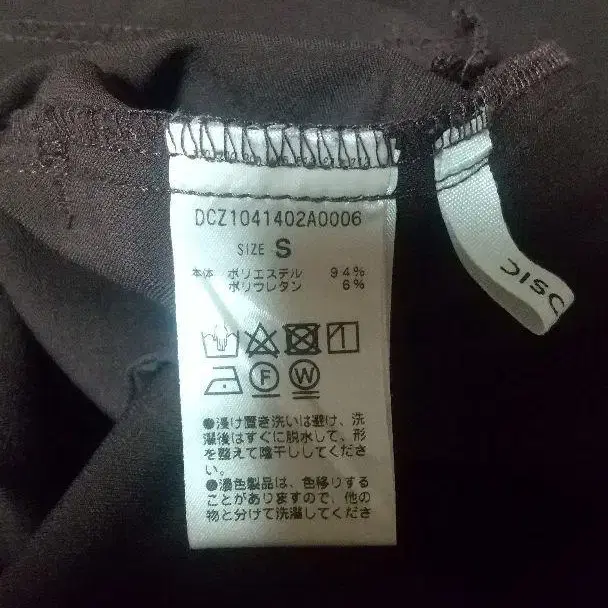 DCZ1041402A0006
SIZE S
本体 ポリエステル 94%
ポリウレタン 6%
F W
●浸け置き洗いは避け、洗
濯後はすぐに脱水して、形
を整えて陰干ししてくださ
い。
●濃色製品は、色移りする
ことがありますので、他の
物と分けて洗濯してくださ